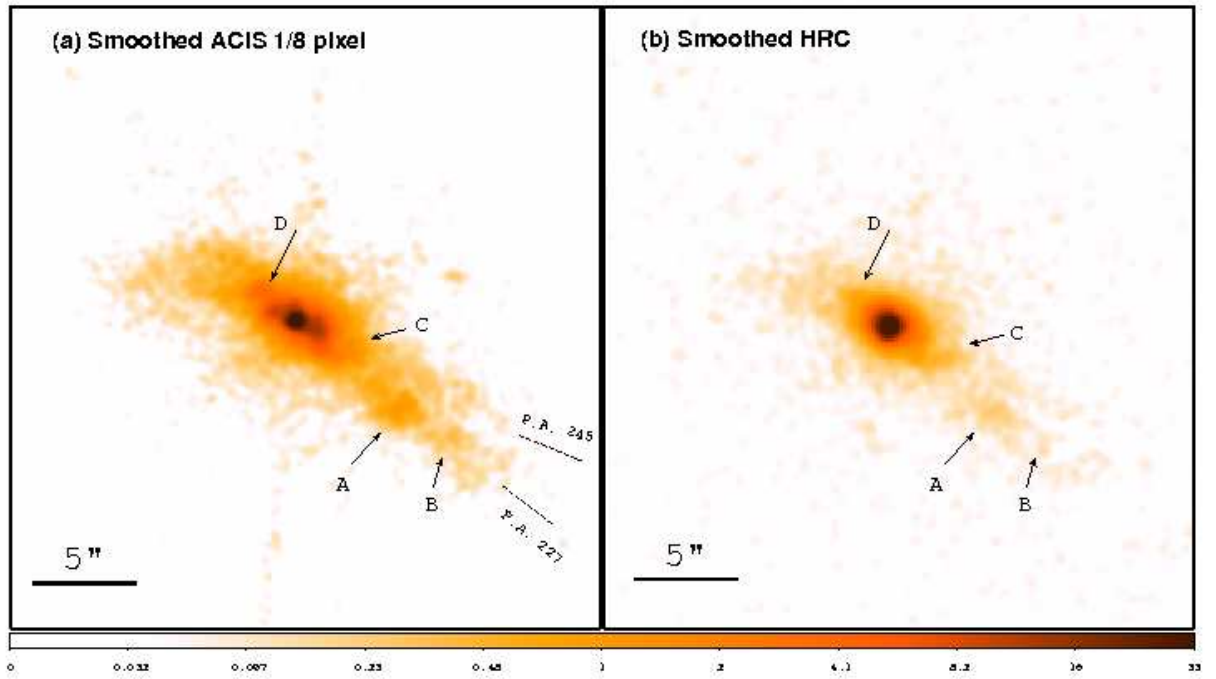 (a) Smoothed ACIS 1/8 pixel
(b) Smoothed HRC
D
D
C
C
P.A. 245
A
B
P.A. 227
A
B
5"
5"
0 0.032 0.097 0.23 0.48 1 2 4.1 8.2 16 33